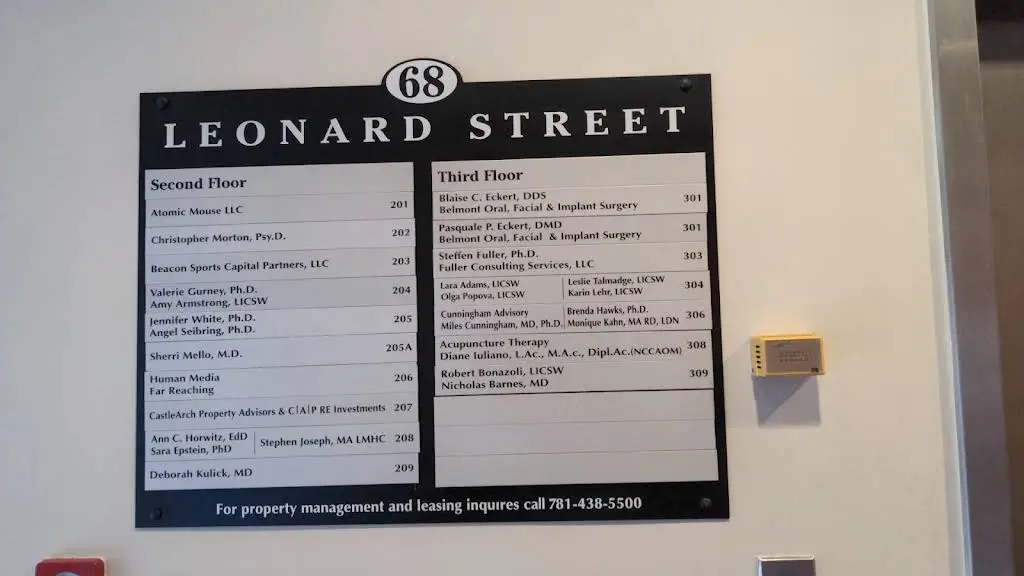 68
LEONARD STREET
Second Floor
Atomic Mouse LLC 201
Christopher Morton, Psy.D. 202
Beacon Sports Capital Partners, LLC 203
Valerie Gurney, Ph.D. 204
Amy Armstrong, LICSW
Jennifer White, Ph.D. 205
Angel Seibring, Ph.D.
Sherri Mello, M.D. 205A
Human Media 206
Far Reaching
CastleArch Property Advisors & C|A|P RE Investments 207
Ann C. Horwitz, EdD Stephen Joseph, MA LMHC 208
Sara Epstein, PhD
Deborah Kulick, MD 209
Third Floor
Blaise C. Eckert, DDS 301
Belmont Oral, Facial & Implant Surgery
Pasquale P. Eckert, DMD 301
Belmont Oral, Facial & Implant Surgery
Steffen Fuller, Ph.D. 303
Fuller Consulting Services, LLC
Lara Adams, LICSW Leslie Talmadge, LICSW 304
Olga Popova, LICSW Karin Lehr, LICSW
Cunningham Advisory Brenda Hawks, Ph.D. 306
Miles Cunningham, MD, Ph.D. Monique Kahn, MA RD, LDN
Acupuncture Therapy 308
Diane Iuliano, L.Ac., M.A.c., Dipl.Ac.(NCCAOM)
Robert Bonazoli, LICSW 309
Nicholas Barnes, MD
For property management and leasing inquires call 781-438-5500